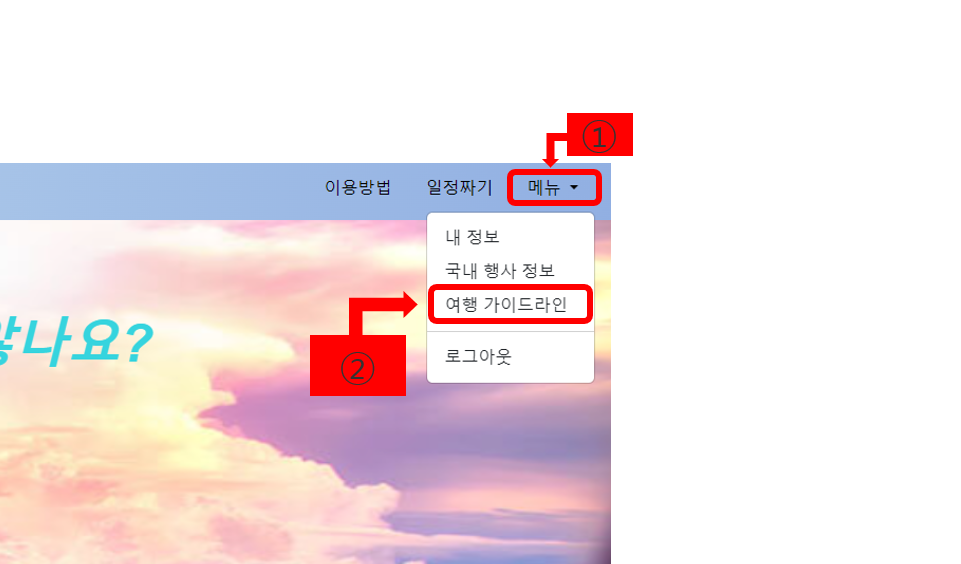 ①
이용방법 일정짜기 메뉴
내 정보
국내 행사 정보
여행 가이드라인
않나요?
②
로그아웃